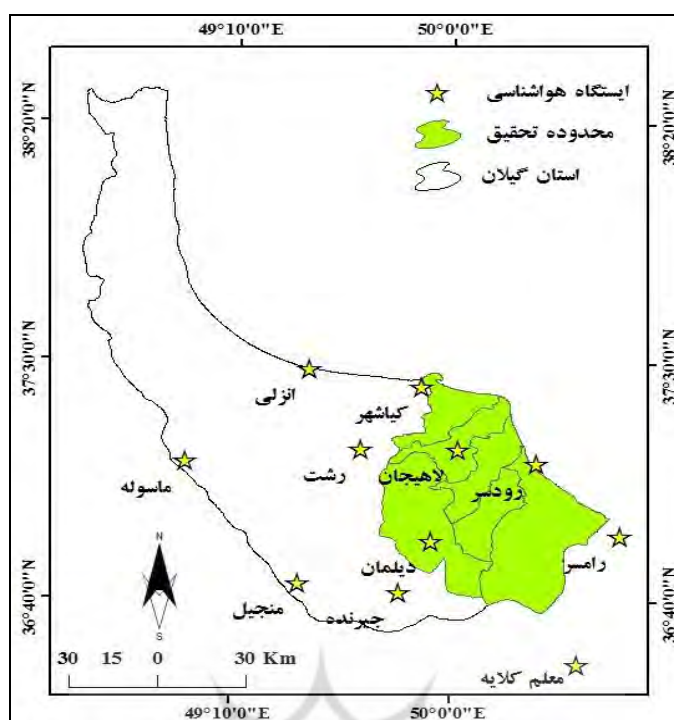 49°10'0"E
50°0'0"E
38°20'0"N
38°20'0"N
ایستگاه هواشناسی
محدوده تحقیق
استان گیلان
37°30'0"N
37°30'0"N
انزلی
کیاشهر
رشت
لاهیجان
رودسر
ماسوله
دیلمان
رامسر
منجیل
جیرنده
36°40'0"N
36°40'0"N
N
S
30 15 0 30 Km
معلم کلایه
49°10'0"E
50°0'0"E